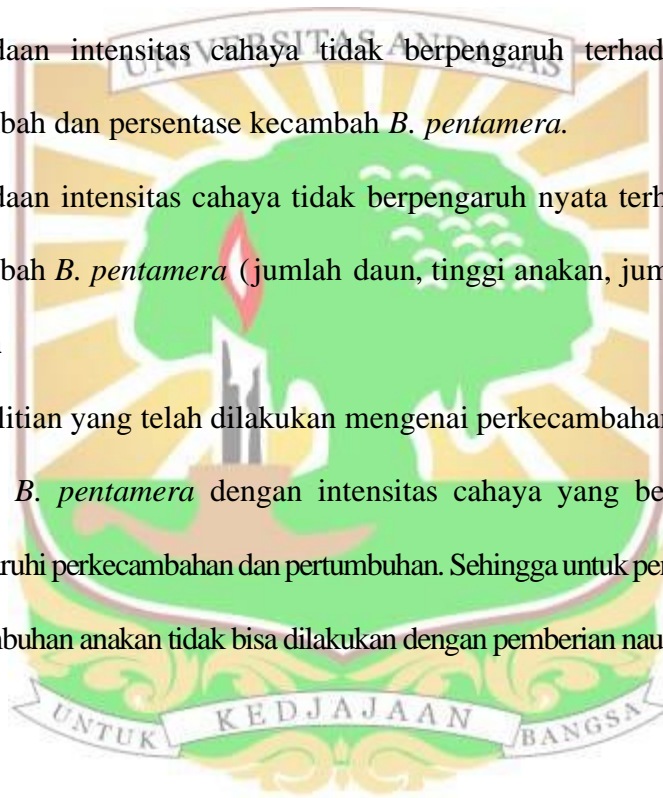 UNIVERSITAS ANDALAS
daan intensitas cahaya tidak berpengaruh terhad
bah dan persentase kecambah B. pentamera.
daan intensitas cahaya tidak berpengaruh nyata terh
bah B. pentamera (jumlah daun, tinggi anakan, jum
litian yang telah dilakukan mengenai perkecambahan
B. pentamera dengan intensitas cahaya yang be
ruhi perkecambahan dan pertumbuhan. Sehingga untuk per
nbuhan anakan tidak bisa dilakukan dengan pemberian nau
UNTUK KEDJAJAAN BANGSA